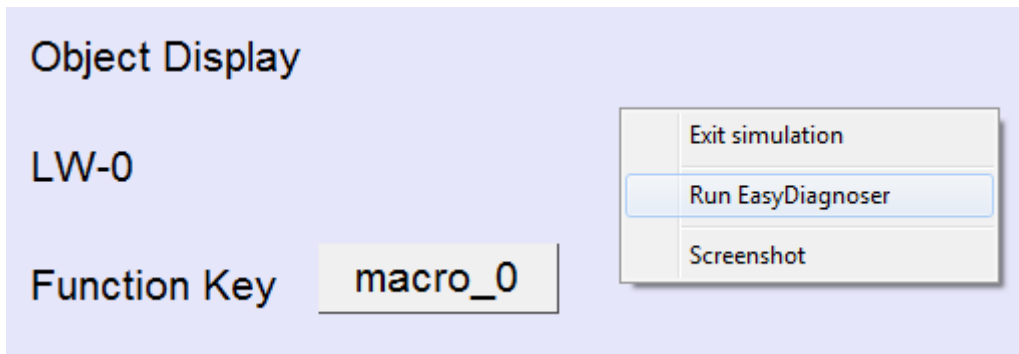 Object Display
LW-0
Function Key
macro_0
Exit simulation
Run EasyDiagnoser
Screenshot